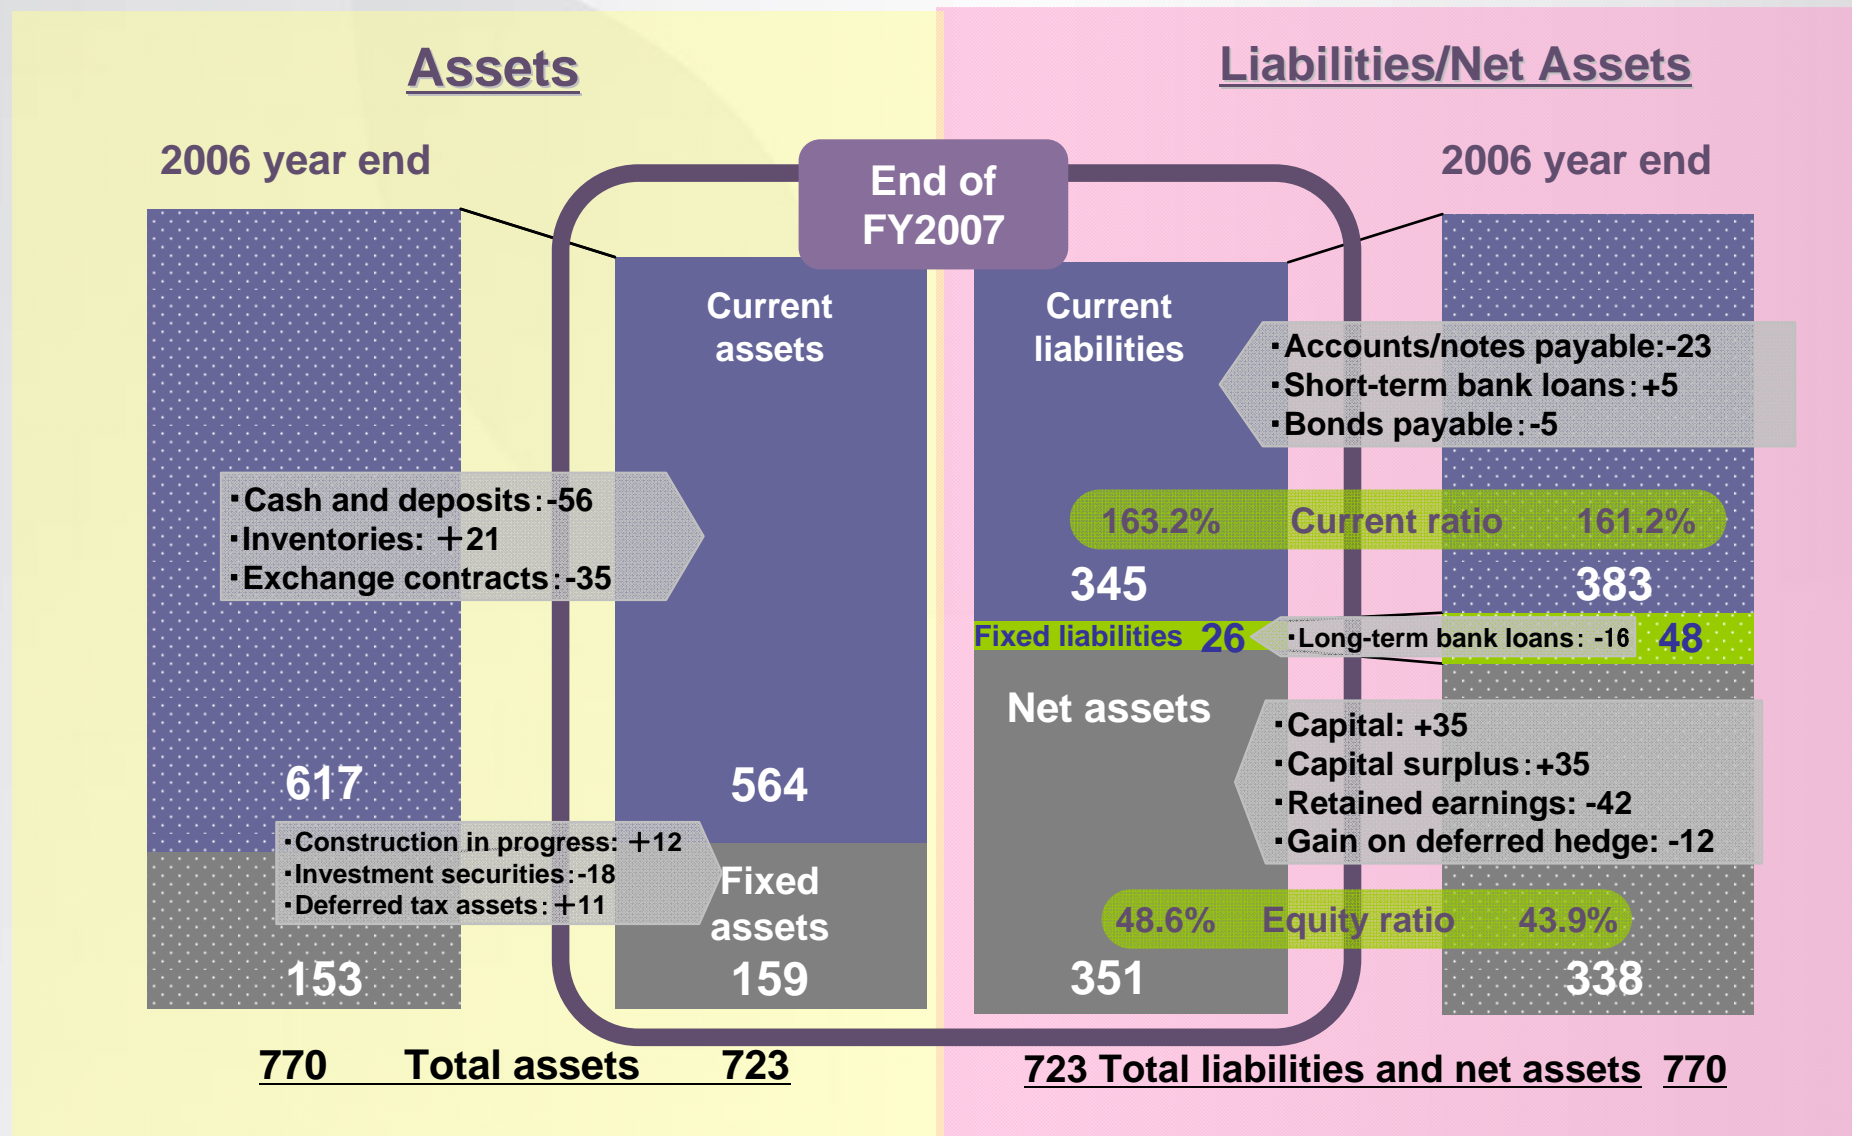 Assets
Liabilities/Net Assets
2006 year end
End of
FY2007
2006 year end
Current
assets
Current
liabilities
・Accounts/notes payable:-23
・Short-term bank loans:+5
・Bonds payable:-5
・Cash and deposits:-56
・Inventories: +21
・Exchange contracts:-35
163.2% Current ratio 161.2%
345
383
Fixed liabilities 26
・Long-term bank loans: -16
48
Net assets
・Capital: +35
・Capital surplus:+35
・Retained earnings: -42
・Gain on deferred hedge: -12
617
564
・Construction in progress: +12
・Investment securities:-18
・Deferred tax assets:+11
Fixed
assets
48.6% Equity ratio 43.9%
153
159
351
338
770 Total assets 723
723 Total liabilities and net assets 770